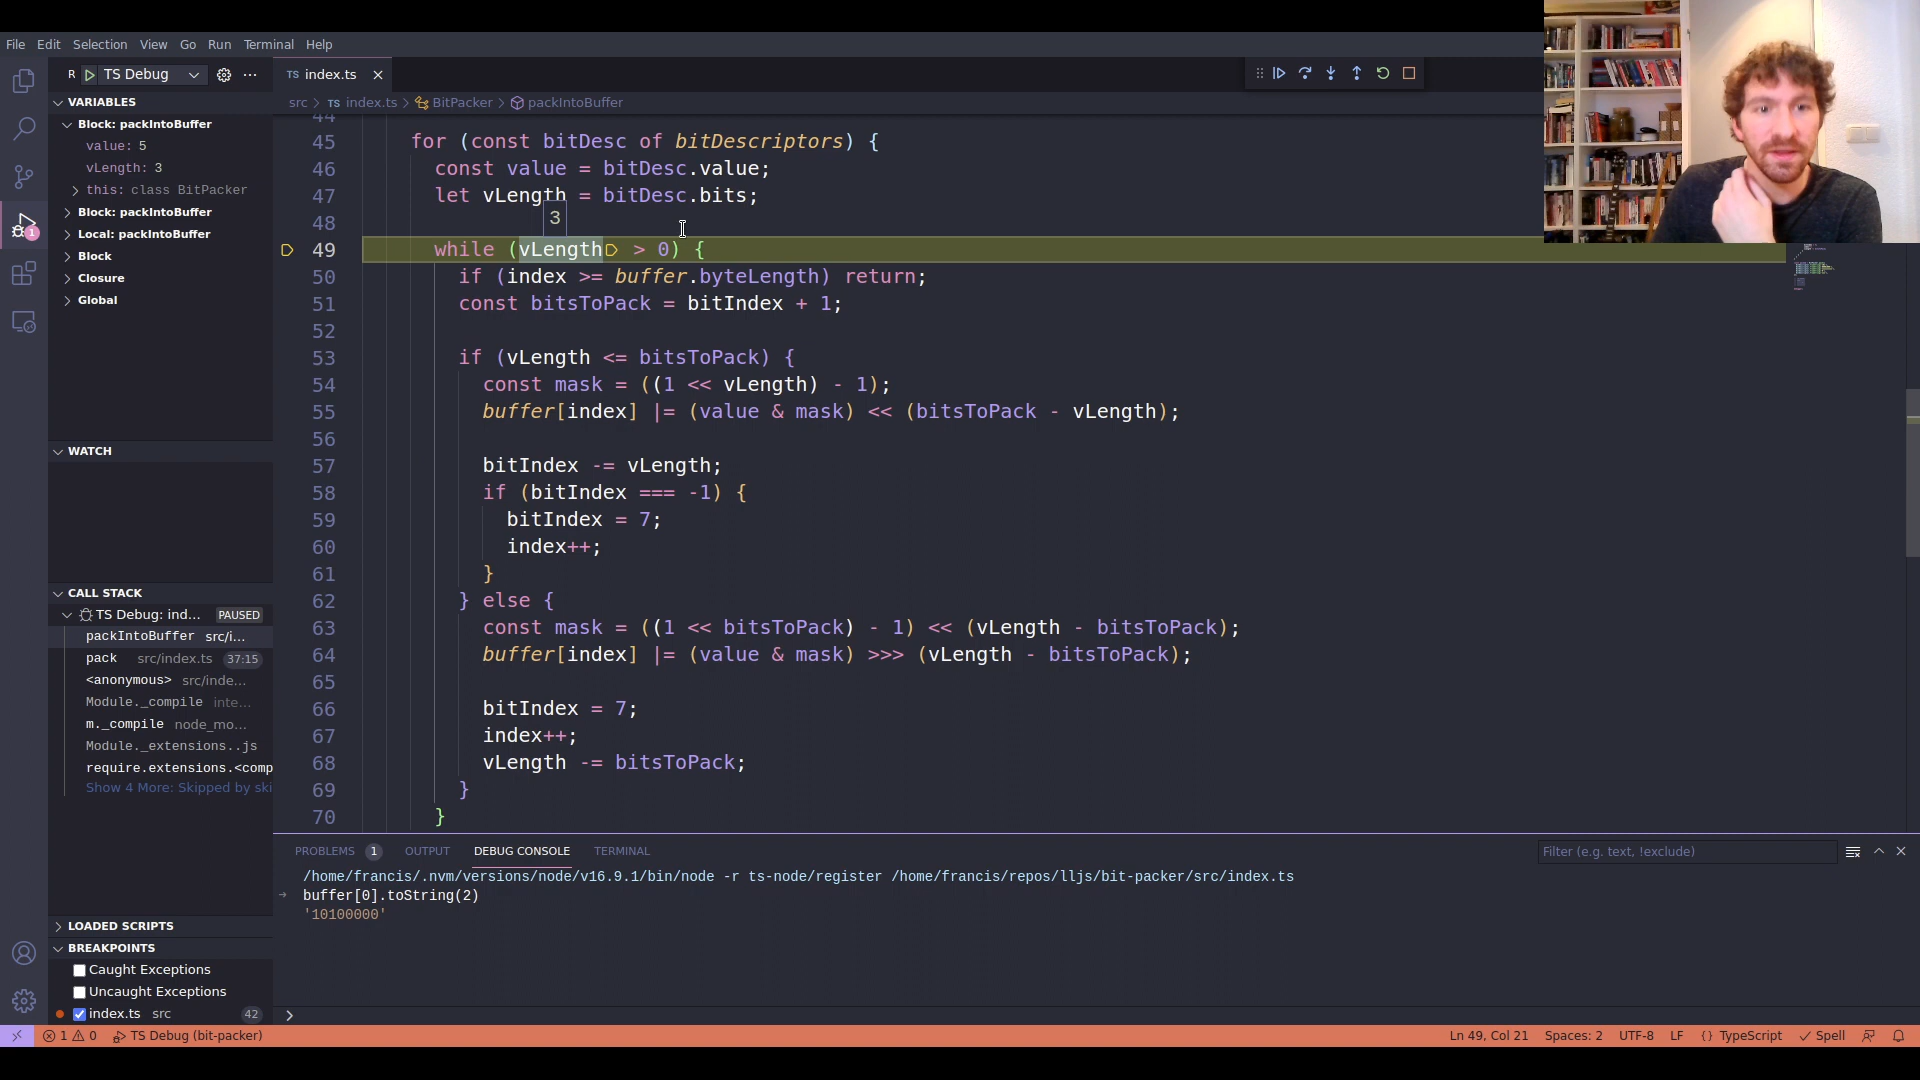 File Edit Selection View Go Run Terminal Help
R TS Debug
TS index.ts
VARIABLES
Block: packIntoBuffer
value: 5
vLength: 3
this: class BitPacker
Block: packIntoBuffer
Local: packIntoBuffer
Block
Closure
Global
WATCH
CALL STACK
TS Debug: ind... PAUSED
packIntoBuffer src/i...
pack src/index.ts 37:15
<anonymous> src/inde...
Module._compile inte...
m._compile node_mo...
Module._extensions..js
require.extensions.<comp
Show 4 More: Skipped by ski
LOADED SCRIPTS
BREAKPOINTS
Caught Exceptions
Uncaught Exceptions
index.ts src 42
1
src > TS index.ts > BitPacker > packIntoBuffer
44
45 for (const bitDesc of bitDescriptors) {
46 const value = bitDesc.value;
47 let vLength = bitDesc.bits;
48
3
49 while (vLength > 0) {
50 if (index >= buffer.byteLength) return;
51 const bitsToPack = bitIndex + 1;
52
53 if (vLength <= bitsToPack) {
54 const mask = ((1 << vLength) - 1);
55 buffer[index] |= (value & mask) << (bitsToPack - vLength);
56
57 bitIndex -= vLength;
58 if (bitIndex === -1) {
59 bitIndex = 7;
60 index++;
61 }
62 } else {
63 const mask = ((1 << bitsToPack) - 1) << (vLength - bitsToPack);
64 buffer[index] |= (value & mask) >>> (vLength - bitsToPack);
65
66 bitIndex = 7;
67 index++;
68 vLength -= bitsToPack;
69 }
70 }
PROBLEMS 1 OUTPUT DEBUG CONSOLE TERMINAL
Filter (e.g. text, !exclude)
/home/francis/.nvm/versions/node/v16.9.1/bin/node -r ts-node/register /home/francis/repos/lljs/bit-packer/src/index.ts
buffer[0].toString(2)
'10100000'
1 0 TS Debug (bit-packer)
Ln 49, Col 21 Spaces: 2 UTF-8 LF {} TypeScript Spell